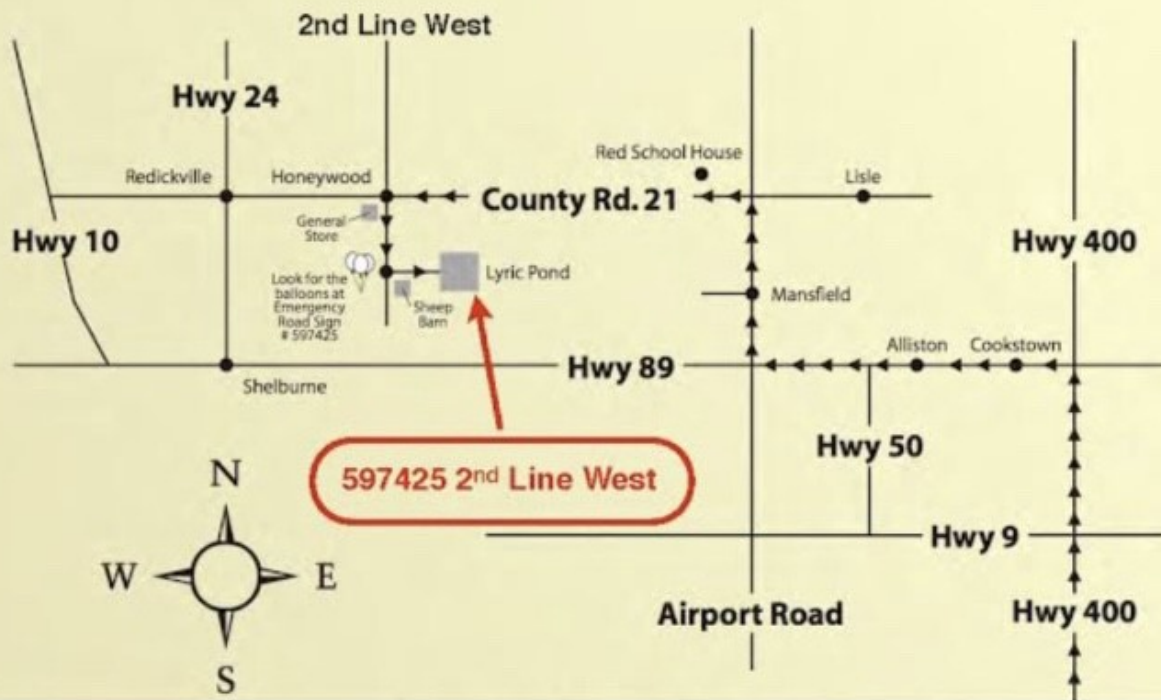 2nd Line West
Hwy 24
Red School House
Redickville
Honeywood
Lisle
County Rd. 21
General
Store
Hwy 10
Hwy 400
Look for the
balloons at
Emergency
Road Sign
# 597425
Lyric Pond
Sheep
Barn
Mansfield
Alliston
Cookstown
Hwy 89
Shelburne
Hwy 50
597425 2nd Line West
N
W
E
S
Hwy 9
Airport Road
Hwy 400